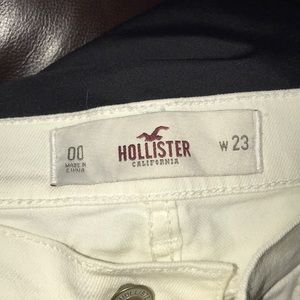 00
MADE IN
CHINA
HOLLISTER
CALIFORNIA
W 23